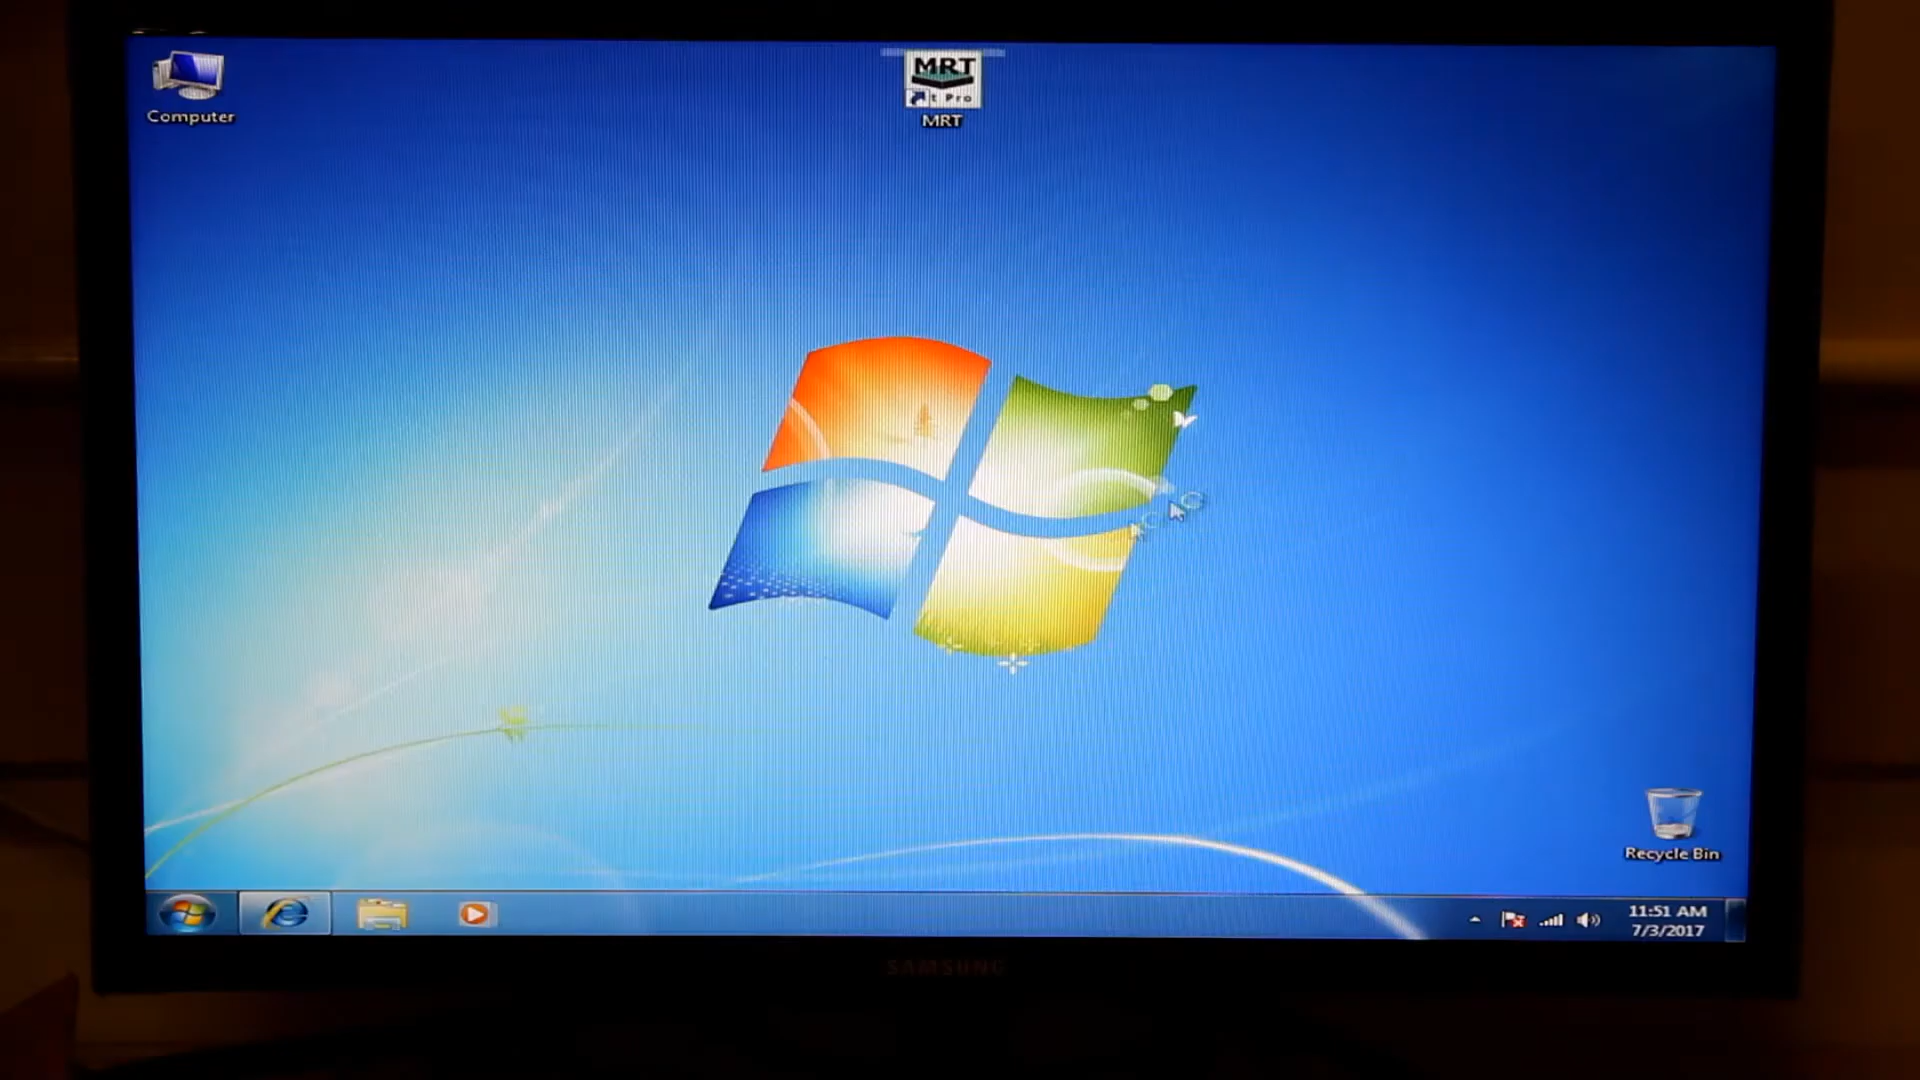 Computer
MRT
t Pro
MRT
Recycle Bin
11:51 AM
7/3/2017
SAMSUNG